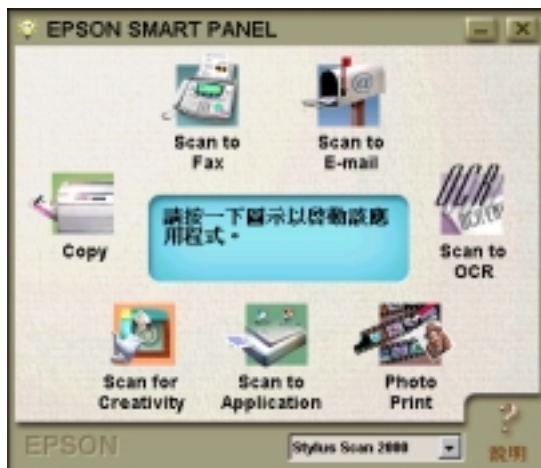 EPSON SMART PANEL
Scan to
Fax
Scan to
E-mail
Copy
請按一下圖示以啓動該應
用程式。
OCR
Scan to
OCR
Scan for
Creativity
Scan to
Application
Photo
Print
EPSON
Stylus Scan 2000
說明